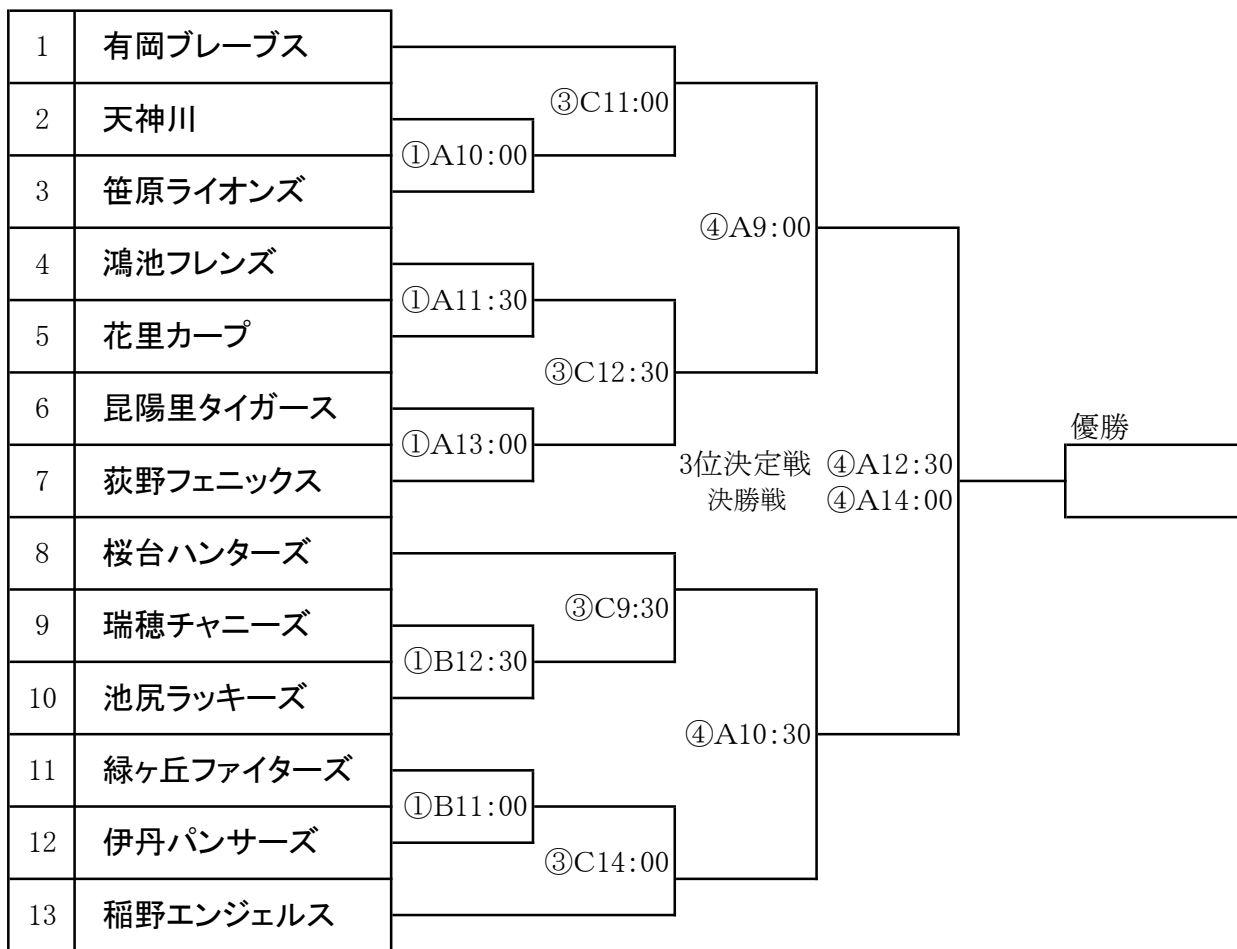 1 有岡ブレーブス
③C11:00
2 天神川
①A10:00
3 笹原ライオンズ
④A9:00
4 鴻池フレンズ
①A11:30
5 花里カープ
③C12:30
6 昆陽里タイガース
①A13:00
優勝
7 荻野フェニックス
3位決定戦 ④A12:30
決勝戦 ④A14:00
8 桜台ハンターズ
③C9:30
9 瑞穂チャニーズ
①B12:30
10 池尻ラッキーズ
④A10:30
11 緑ヶ丘ファイターズ
①B11:00
12 伊丹パンサーズ
③C14:00
13 稲野エンジェルス